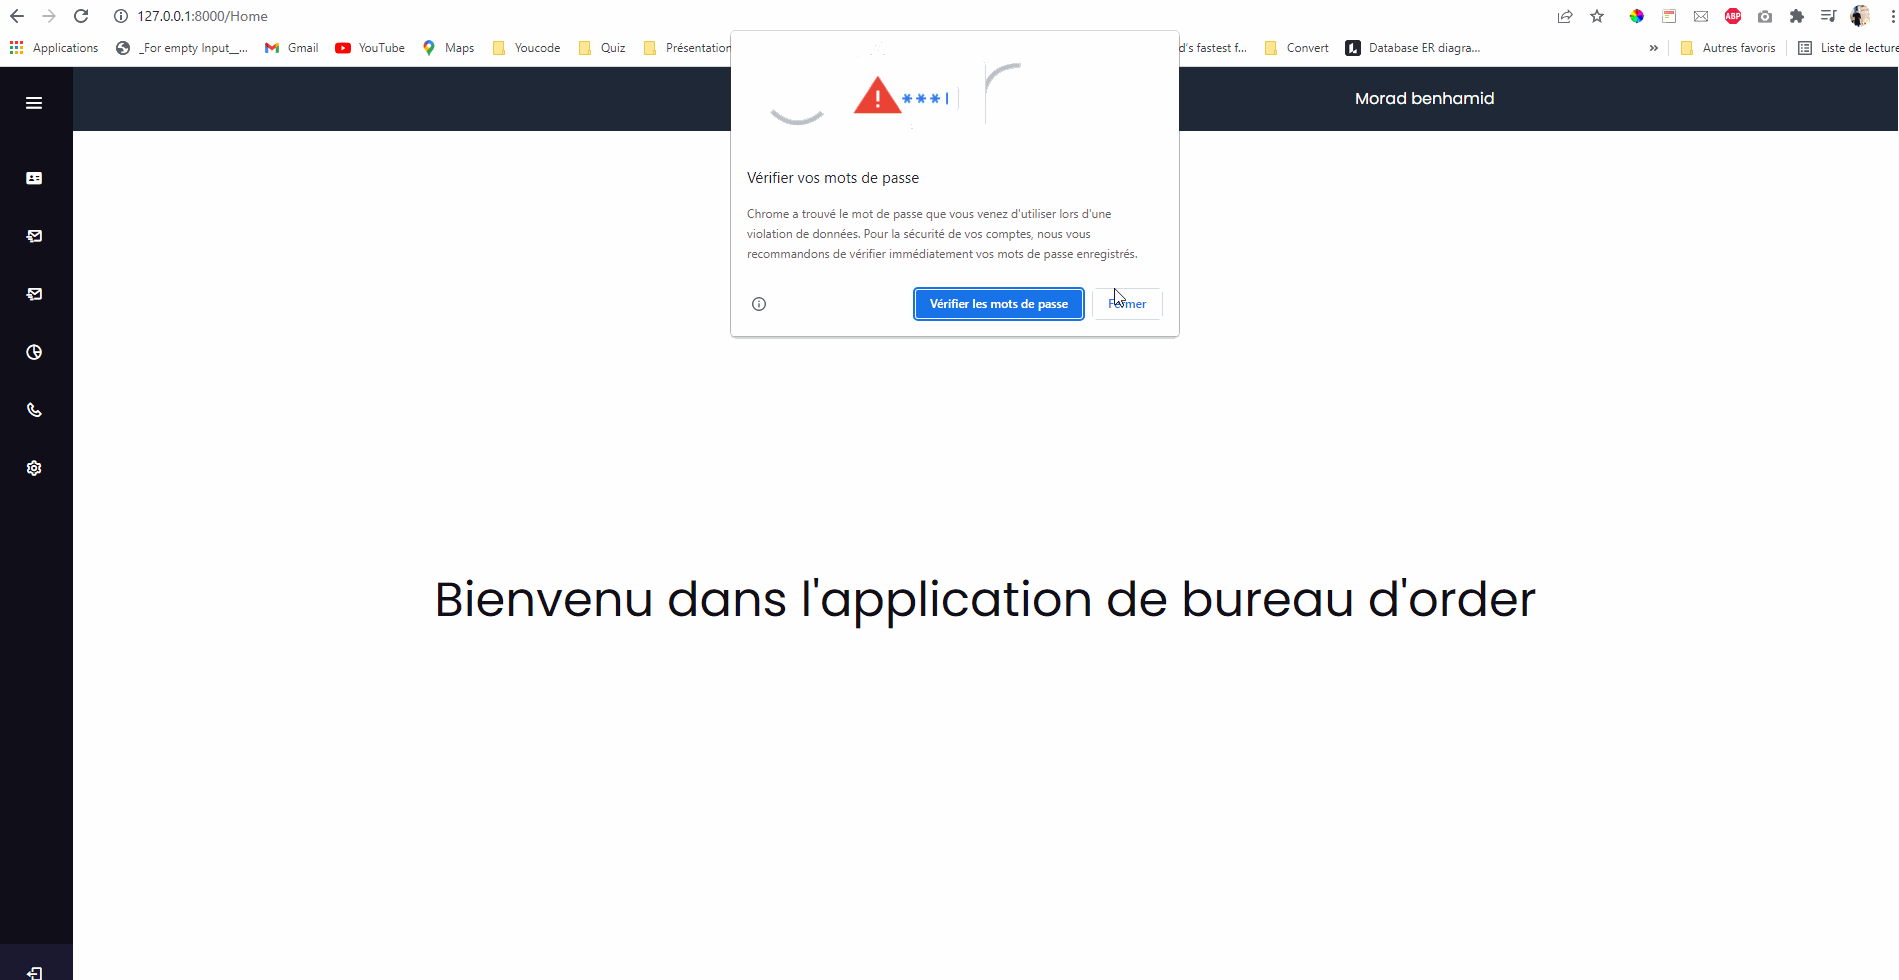 127.0.0.1:8000/Home
ABP
Applications _For empty Input__... Gmail YouTube Maps Youcode Quiz Présentation d's fastest f... Convert Database ER diagra... » Autres favoris Liste de lecture
Morad benhamid
***|
Vérifier vos mots de passe
Chrome a trouvé le mot de passe que vous venez d'utiliser lors d'une
violation de données. Pour la sécurité de vos comptes, nous vous
recommandons de vérifier immédiatement vos mots de passe enregistrés.
Vérifier les mots de passe Fermer
Bienvenu dans l'application de bureau d'order